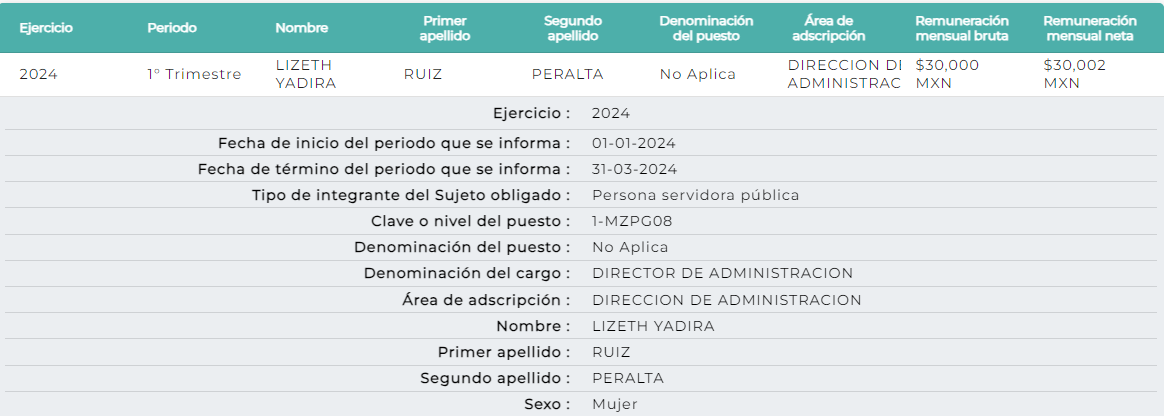 Ejercicio Periodo Nombre Primer apellido Segundo apellido Denominación del puesto Área de adscripción Remuneración mensual bruta Remuneración mensual neta
2024 1° Trimestre LIZETH YADIRA RUIZ PERALTA No Aplica DIRECCION DE ADMINISTRAC $30,000 MXN $30,002 MXN
Ejercicio : 2024
Fecha de inicio del periodo que se informa : 01-01-2024
Fecha de término del periodo que se informa : 31-03-2024
Tipo de integrante del Sujeto obligado : Persona servidora pública
Clave o nivel del puesto : 1-MZPG08
Denominación del puesto : No Aplica
Denominación del cargo : DIRECTOR DE ADMINISTRACION
Área de adscripción : DIRECCION DE ADMINISTRACION
Nombre : LIZETH YADIRA
Primer apellido : RUIZ
Segundo apellido : PERALTA
Sexo : Mujer